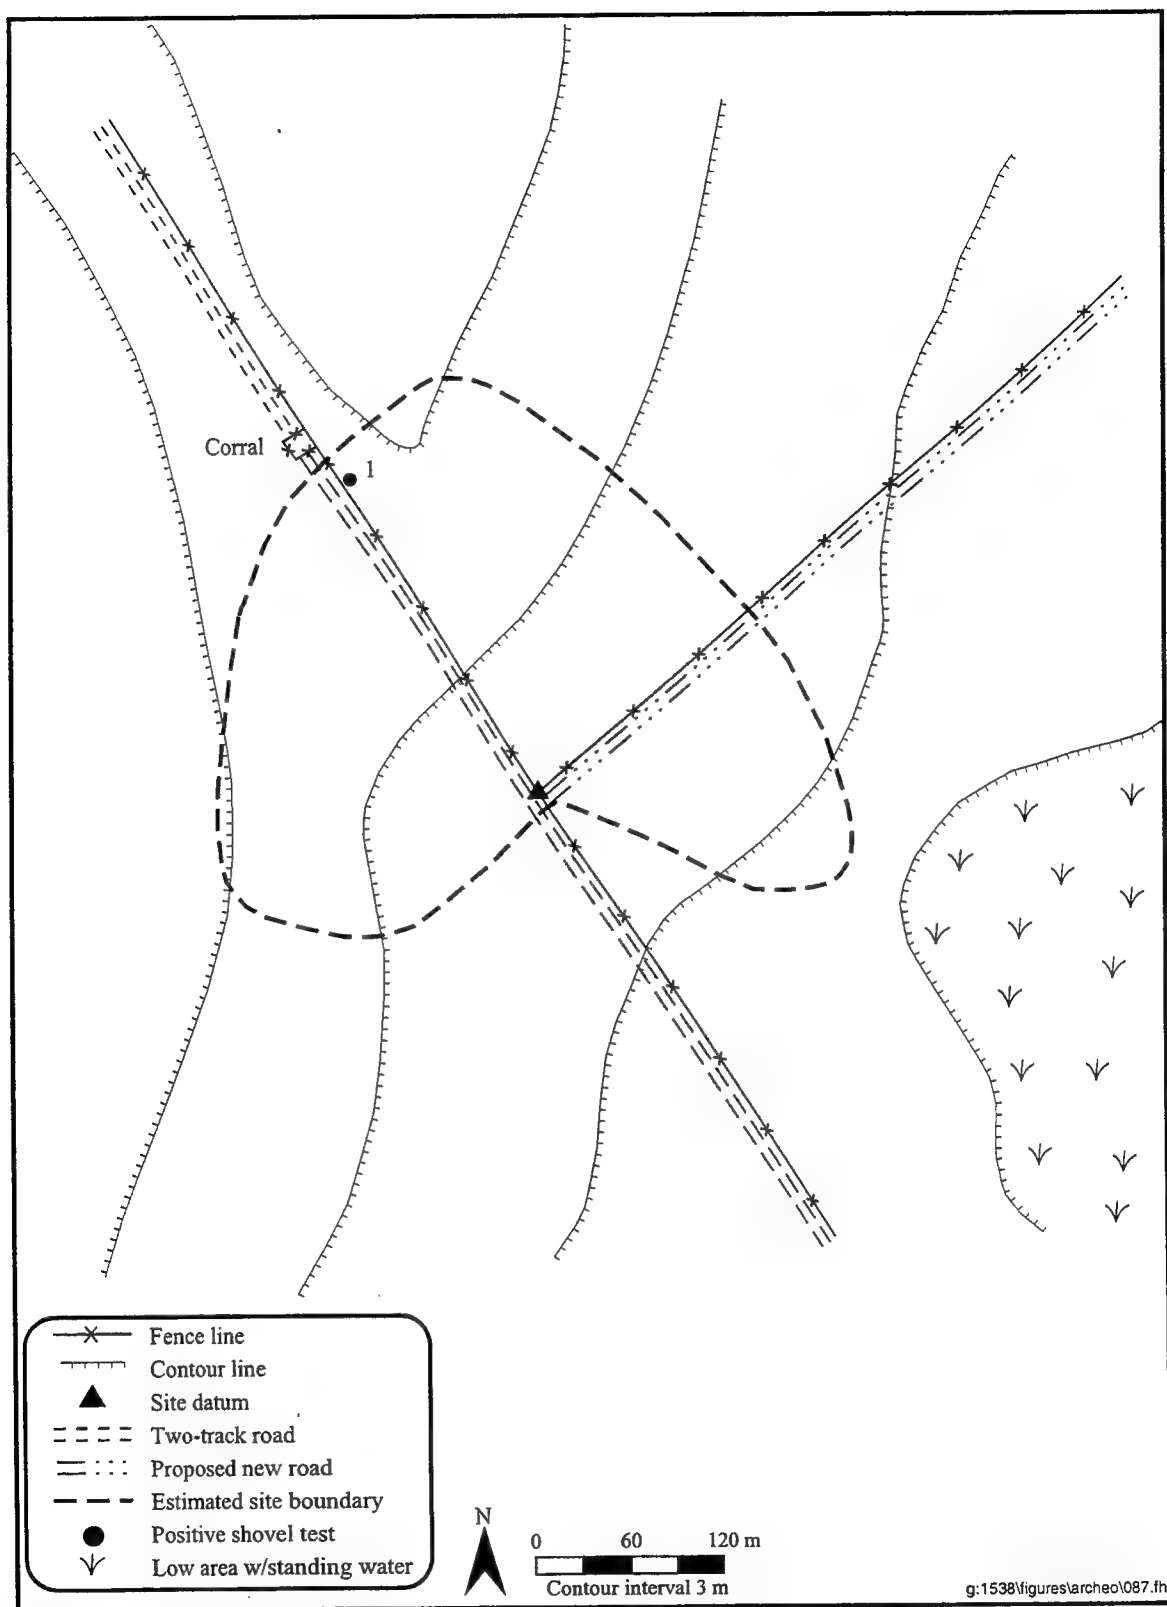 Corral
1
Fence line
Contour line
Site datum
Two-track road
Proposed new road
Estimated site boundary
Positive shovel test
Low area w/standing water
N
0 60 120 m
Contour interval 3 m
g:1538\figures\archeo\087.fh